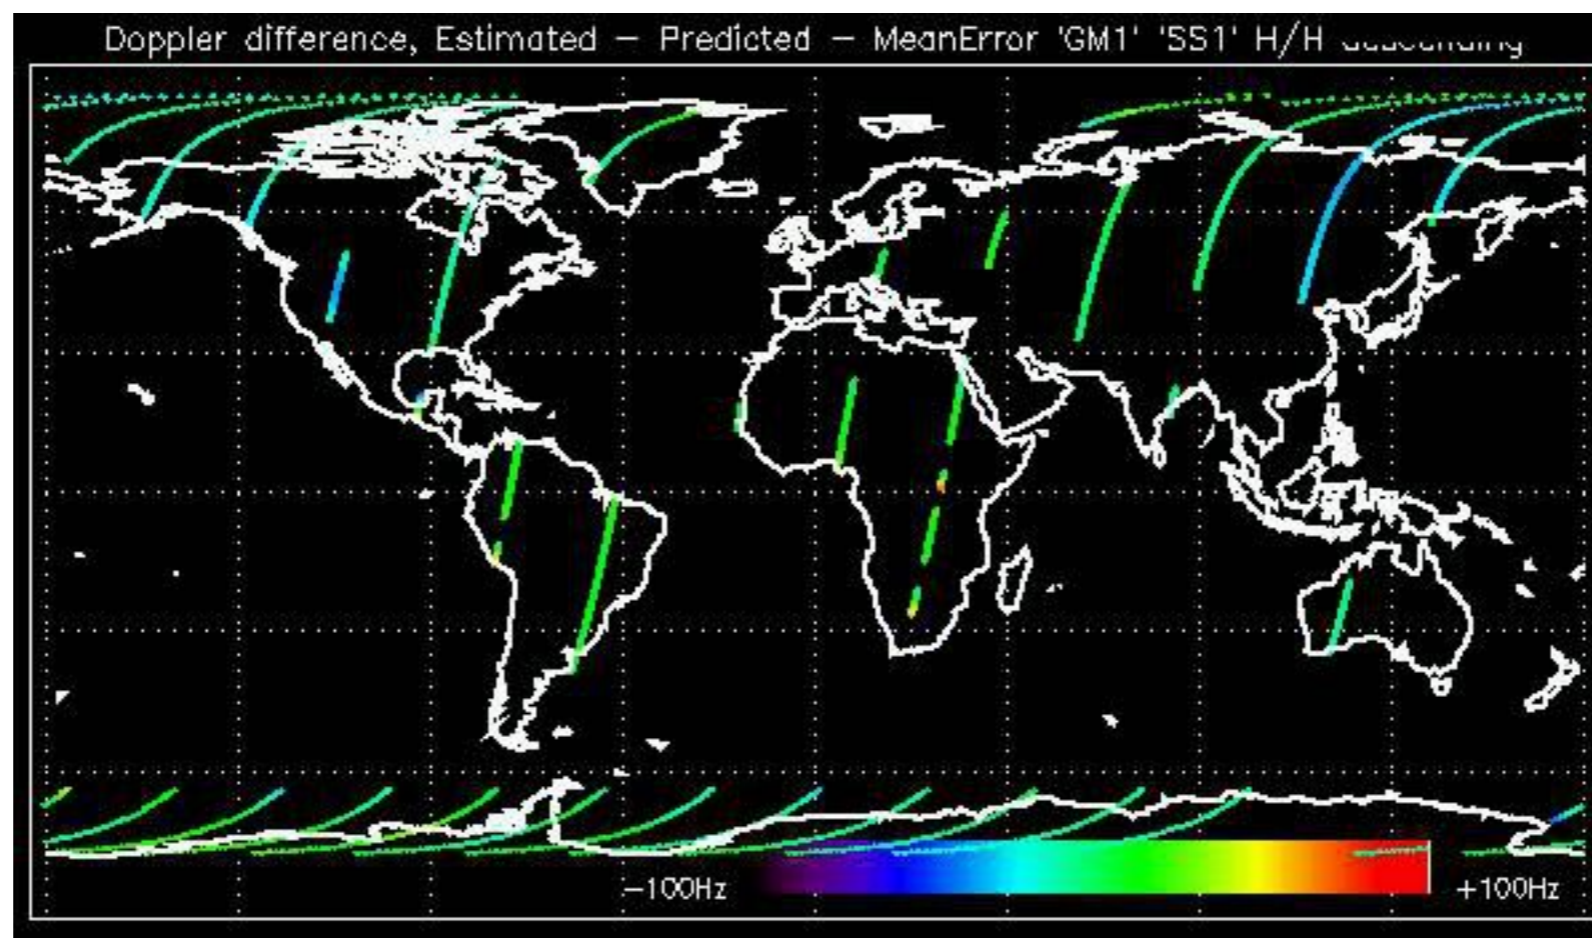 Doppler difference, Estimated — Predicted — MeanError 'GM1' 'SS1' H/H
—100Hz
+100Hz